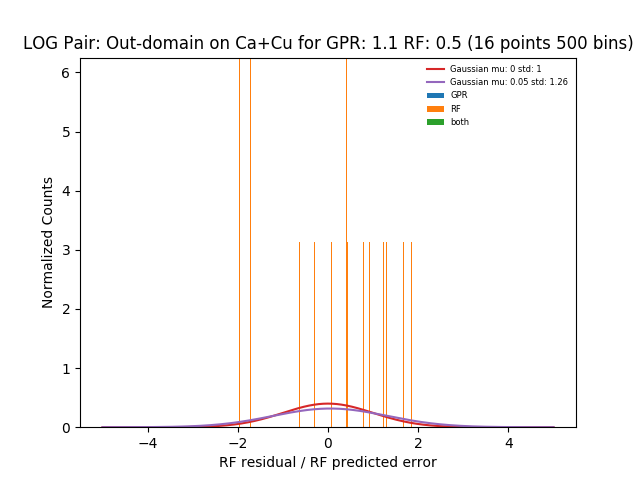 LOG Pair: Out-domain on Ca+Cu for GPR: 1.1 RF: 0.5 (16 points 500 bins)
Gaussian mu: 0 std: 1
Gaussian mu: 0.05 std: 1.26
GPR
RF
both
Normalized Counts
6
5
4
3
2
1
0
−4
−2
0
2
4
RF residual / RF predicted error